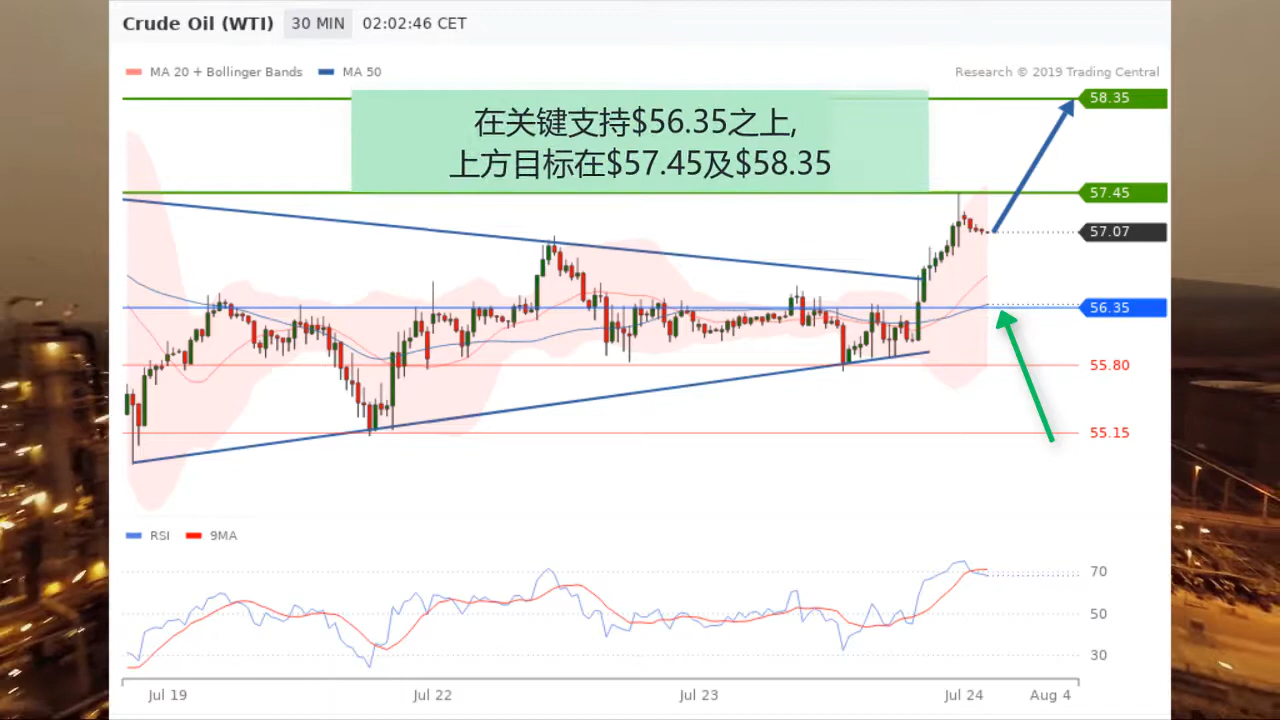 Crude Oil (WTI) 30 MIN 02:02:46 CET
MA 20 + Bollinger Bands MA 50 Research © 2019 Trading Central
58.35
在关键支持$56.35之上,
上方目标在$57.45及$58.35
57.45
57.07
56.35
55.80
55.15
RSI 9MA
70
50
30
Jul 19 Jul 22 Jul 23 Jul 24 Aug 4